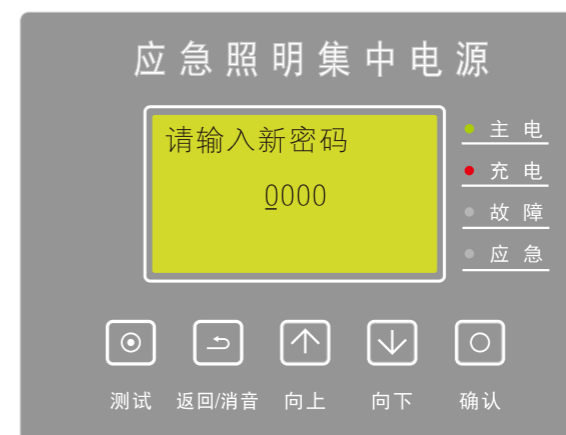 应急照明集中电源
请输入新密码
0000
主电
充电
故障
应急
测试 返回/消音 向上 向下 确认